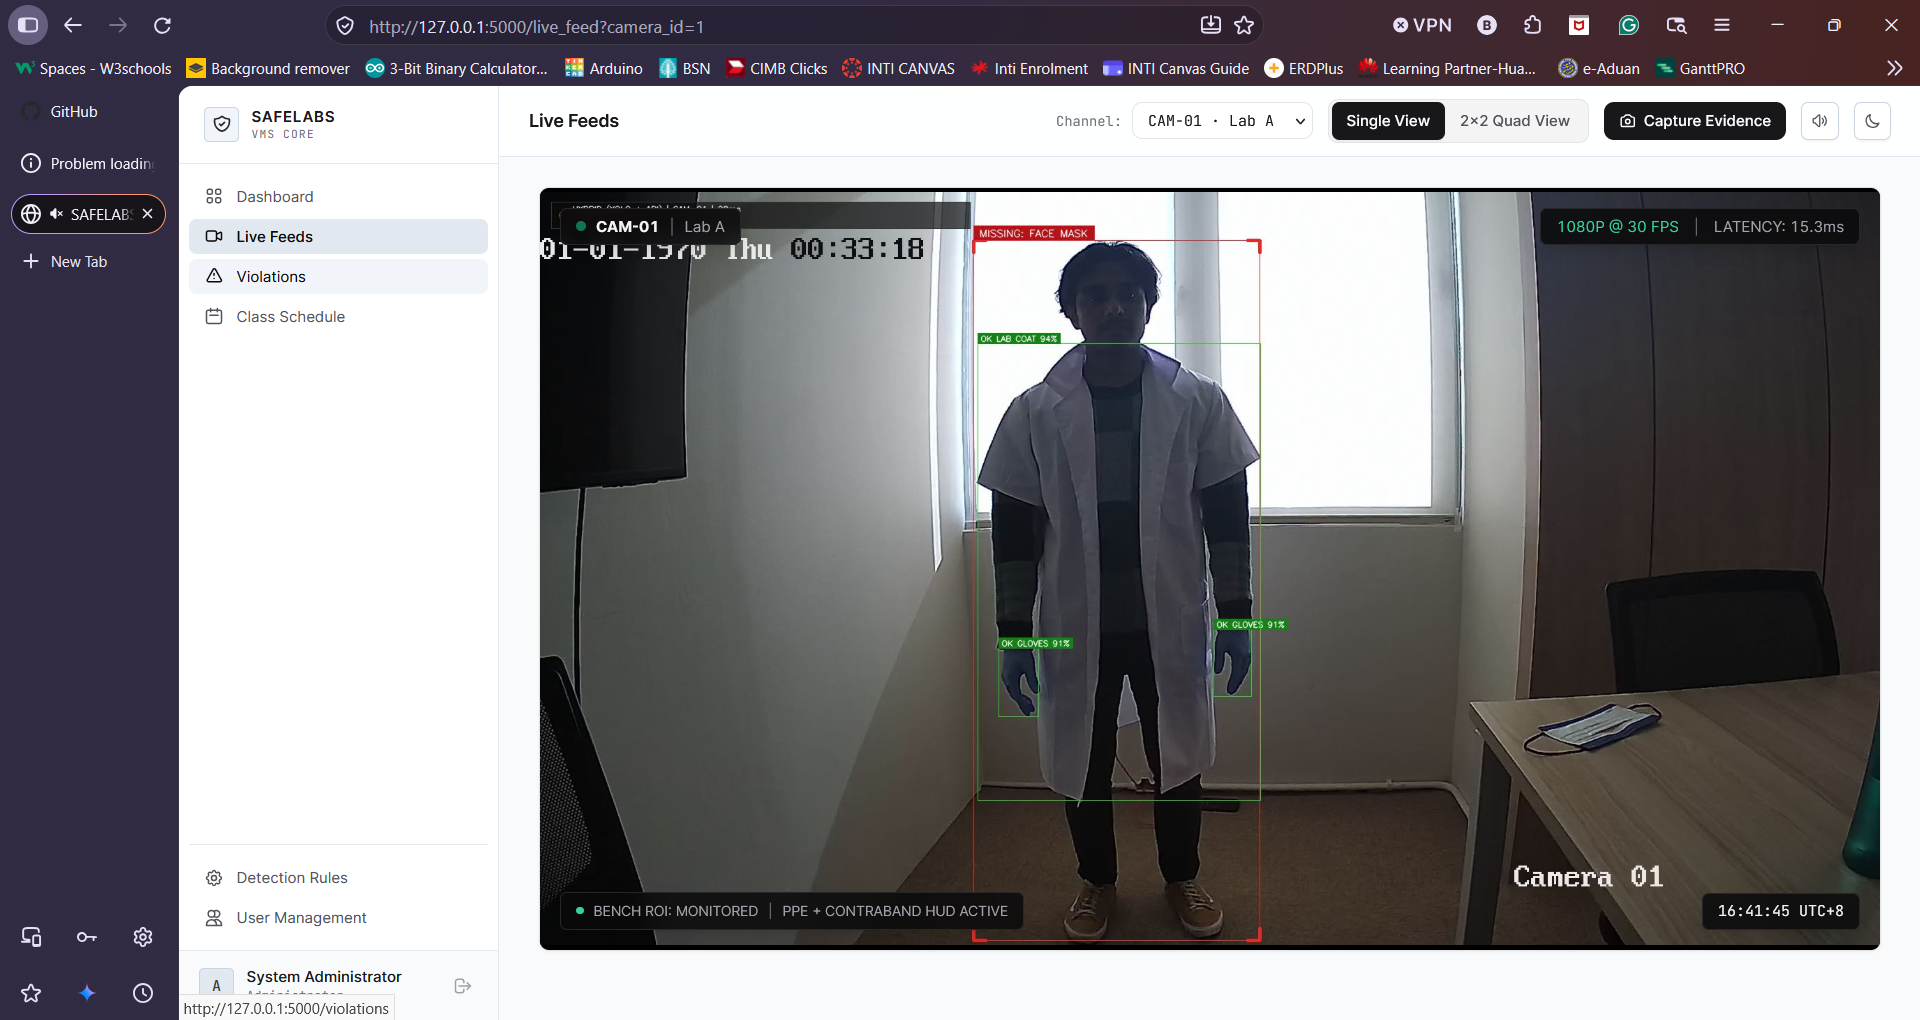 http://127.0.0.1:5000/live_feed?camera_id=1
VPN
B
Spaces - W3schools
Background remover
3-Bit Binary Calculator...
Arduino
BSN
CIMB Clicks
INTI CANVAS
Inti Enrolment
INTI Canvas Guide
ERDPlus
Learning Partner-Hua...
e-Aduan
GanttPRO
GitHub
Problem loadin
SAFELABS
New Tab
SAFELABS
VMS CORE
Dashboard
Live Feeds
Violations
Class Schedule
Detection Rules
User Management
A
System Administrator
http://127.0.0.1:5000/violations
Live Feeds
Channel:
CAM-01 · Lab A
Single View
2×2 Quad View
Capture Evidence
CAM-01 | Lab A
01-01-1970 Thu 00:33:18
1080P @ 30 FPS | LATENCY: 15.3ms
MISSING: FACE MASK
OK LAB COAT 94%
OK GLOVES 91%
OK GLOVES 91%
Camera 01
BENCH ROI: MONITORED | PPE + CONTRABAND HUD ACTIVE
16:41:45 UTC+8